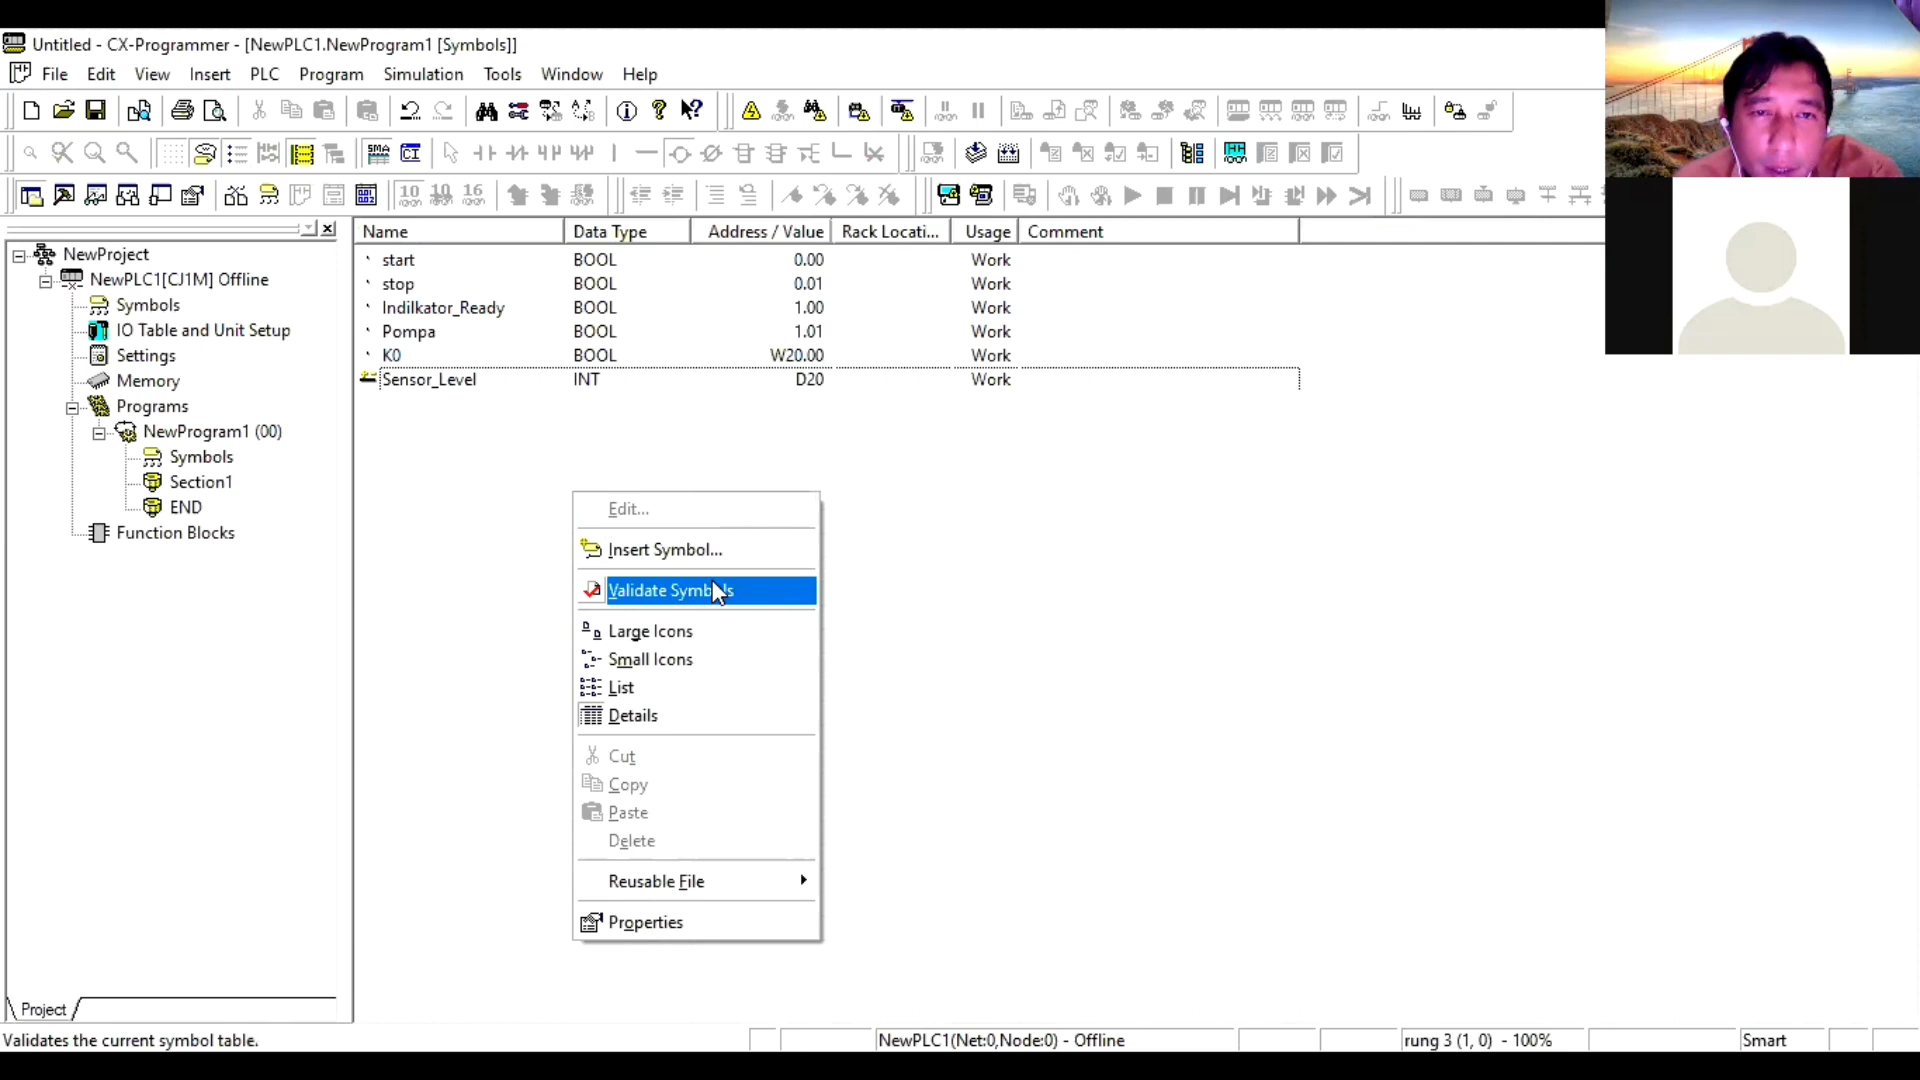 Untitled - CX-Programmer - [NewPLC1.NewProgram1 [Symbols]]
File Edit View Insert PLC Program Simulation Tools Window Help
SMA CI
10 10 16
Name Data Type Address / Value Rack Locati... Usage Comment
start BOOL 0.00 Work
stop BOOL 0.01 Work
Indilkator_Ready BOOL 1.00 Work
Pompa BOOL 1.01 Work
K0 BOOL W20.00 Work
Sensor_Level INT D20 Work
NewProject
NewPLC1[CJ1M] Offline
Symbols
IO Table and Unit Setup
Settings
Memory
Programs
NewProgram1 (00)
Symbols
Section1
END
Function Blocks
Edit...
Insert Symbol...
Validate Symbols
Large Icons
Small Icons
List
Details
Cut
Copy
Paste
Delete
Reusable File
Properties
Project
Validates the current symbol table.
NewPLC1(Net:0,Node:0) - Offline
rung 3 (1, 0) - 100%
Smart